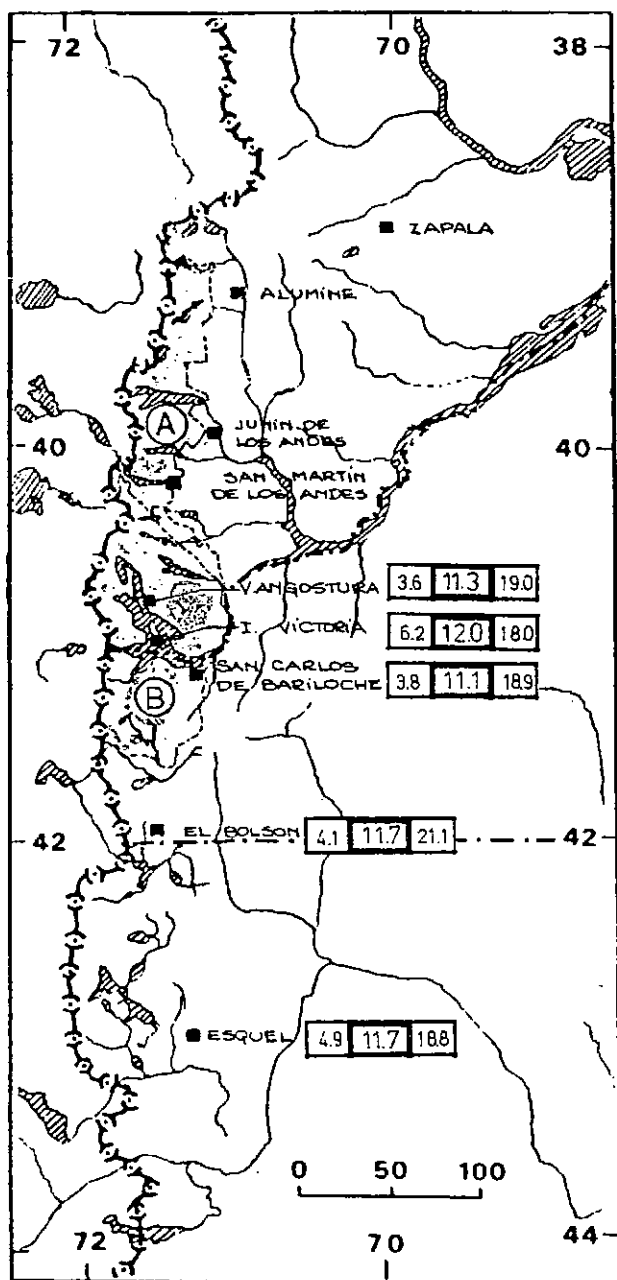 72 70 38
ZAPALA
ALUMINE
A
JUNIN DE
LOS ANDES
40 40
SAN MARTIN
DE LOS ANDES
V. ANGOSTURA 3.6 11.3 19.0
I. VICTORIA 6.2 12.0 18.0
SAN CARLOS
DE BARILOCHE 3.8 11.1 18.9
B
EL BOLSON 4.1 11.7 21.1
42 42
ESQUEL 4.9 11.7 18.8
0 50 100
72 70 44